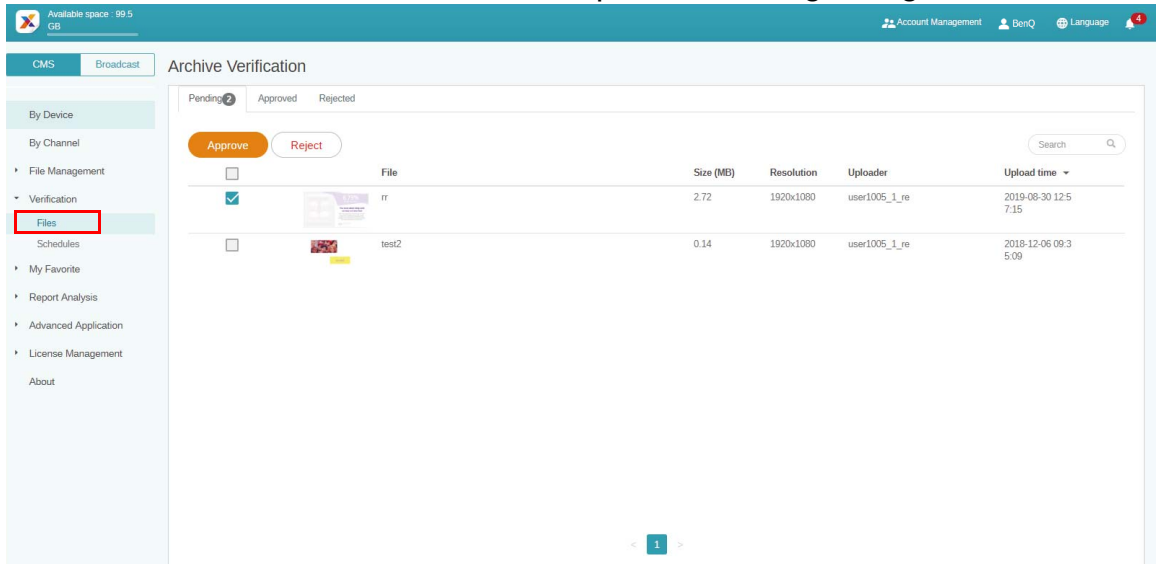 Available space : 99.5
GB
Account Management
BenQ
Language
4
CMS
Broadcast
Archive Verification
Pending 2
Approved
Rejected
By Device
By Channel
File Management
Verification
Files
Schedules
My Favorite
Report Analysis
Advanced Application
License Management
About
Approve
Reject
Search
File Size (MB) Resolution Uploader Upload time
rr 2.72 1920x1080 user1005_1_re 2019-08-30 12:5
7:15
test2 0.14 1920x1080 user1005_1_re 2018-12-06 09:3
5:09
< 1 >